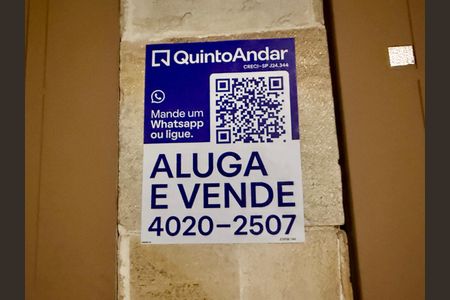 QuintoAndar
CRECI-SP J24.344
Mande um
Whatsapp
ou ligue.
ALUGA
E VENDE
4020-2507